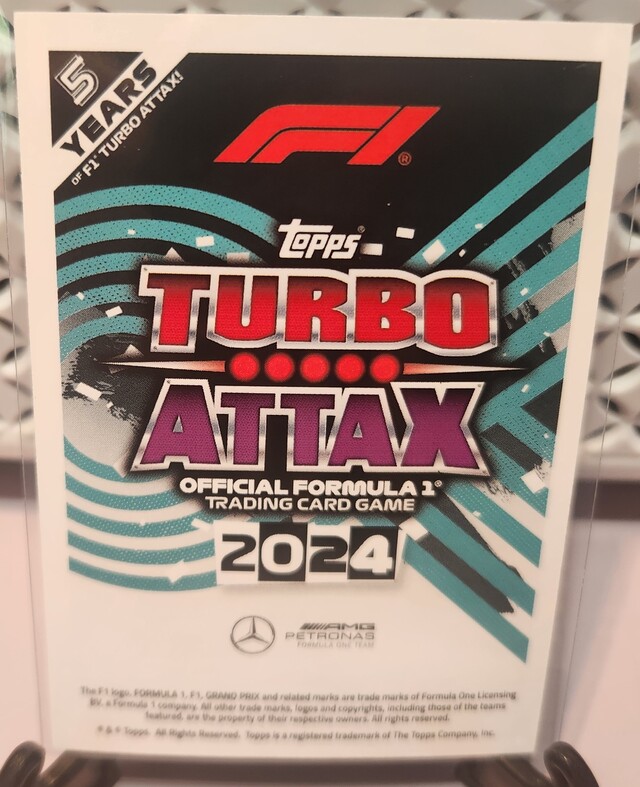 5
YEARS
OF F1® TURBO ATTAX!
F1®
Topps®
TURBO
ATTAX
OFFICIAL FORMULA 1®
TRADING CARD GAME
2024
AMG
PETRONAS
FORMULA ONE TEAM
The F1 logo, FORMULA 1, F1, GRAND PRIX and related marks are trade marks of Formula One Licensing
BV, a Formula 1 company. All other trade marks, logos and copyrights, including those of the teams
featured, are the property of their respective owners. All rights reserved.
® & © Topps. All Rights Reserved. Topps is a registered trademark of The Topps Company, Inc.